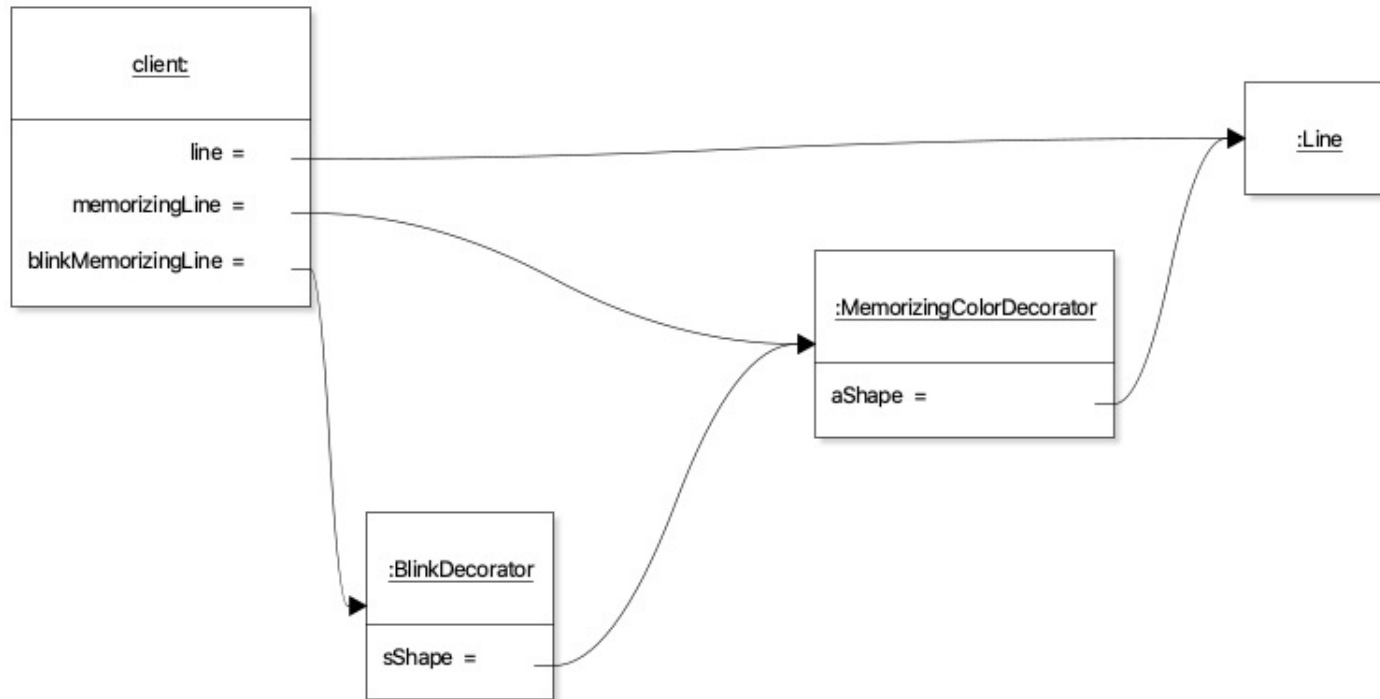 client:
line =
memorizingLine =
blinkMemorizingLine =
:Line
:MemorizingColorDecorator
aShape =
:BlinkDecorator
sShape =